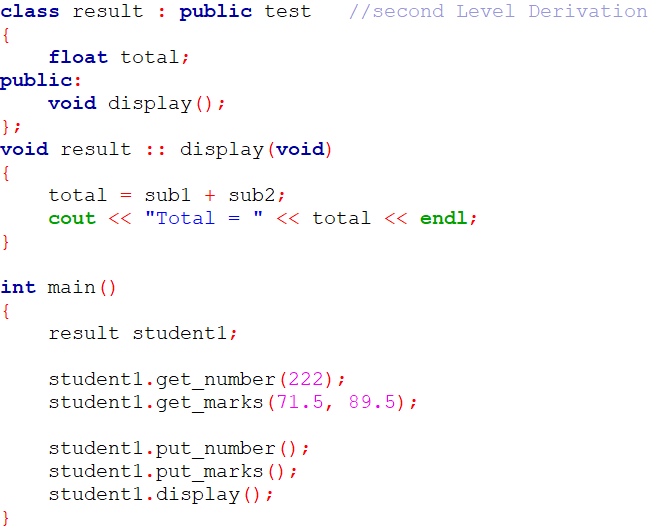 class result : public test   //second Level Derivation
{
    float total;
public:
    void display();
};
void result :: display(void)
{
    total = sub1 + sub2;
    cout << "Total = " << total << endl;
}

int main()
{
    result student1;

    student1.get_number(222);
    student1.get_marks(71.5, 89.5);

    student1.put_number();
    student1.put_marks();
    student1.display();
}